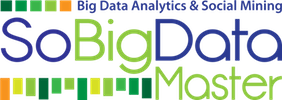 Big Data Analytics & Social Mining
SoBigData
Master